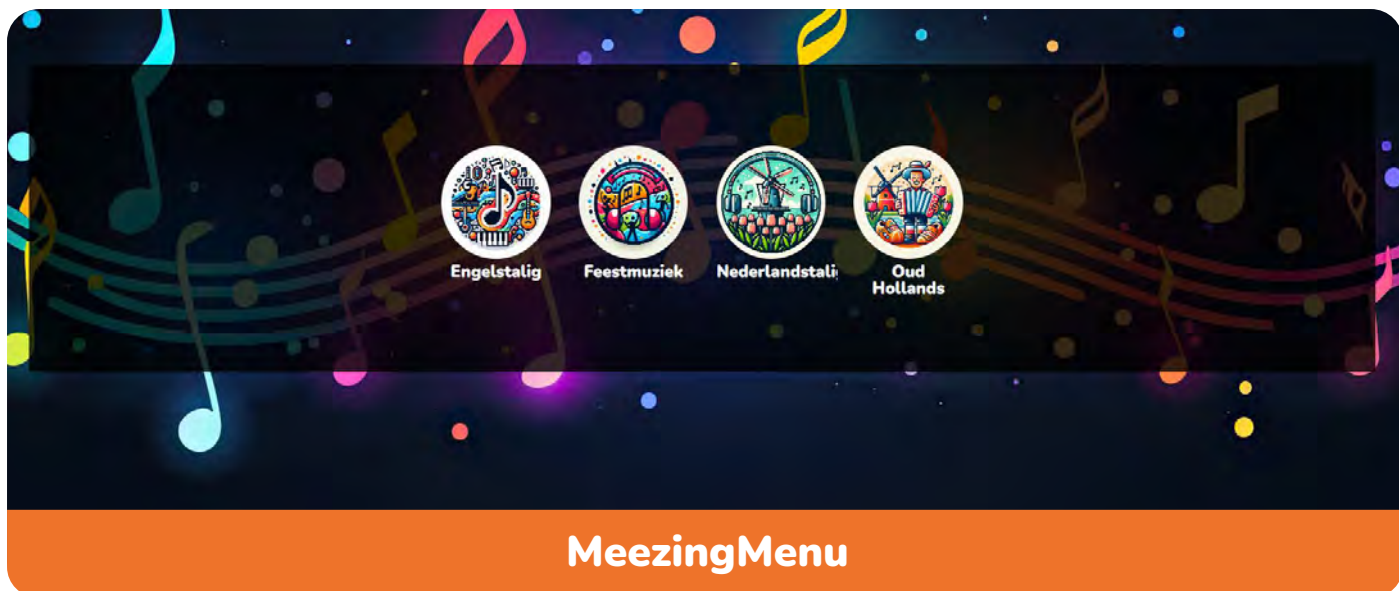 Engelstalig
Feestmuziek
Nederlandstali
Oud
Hollands
MeezingMenu